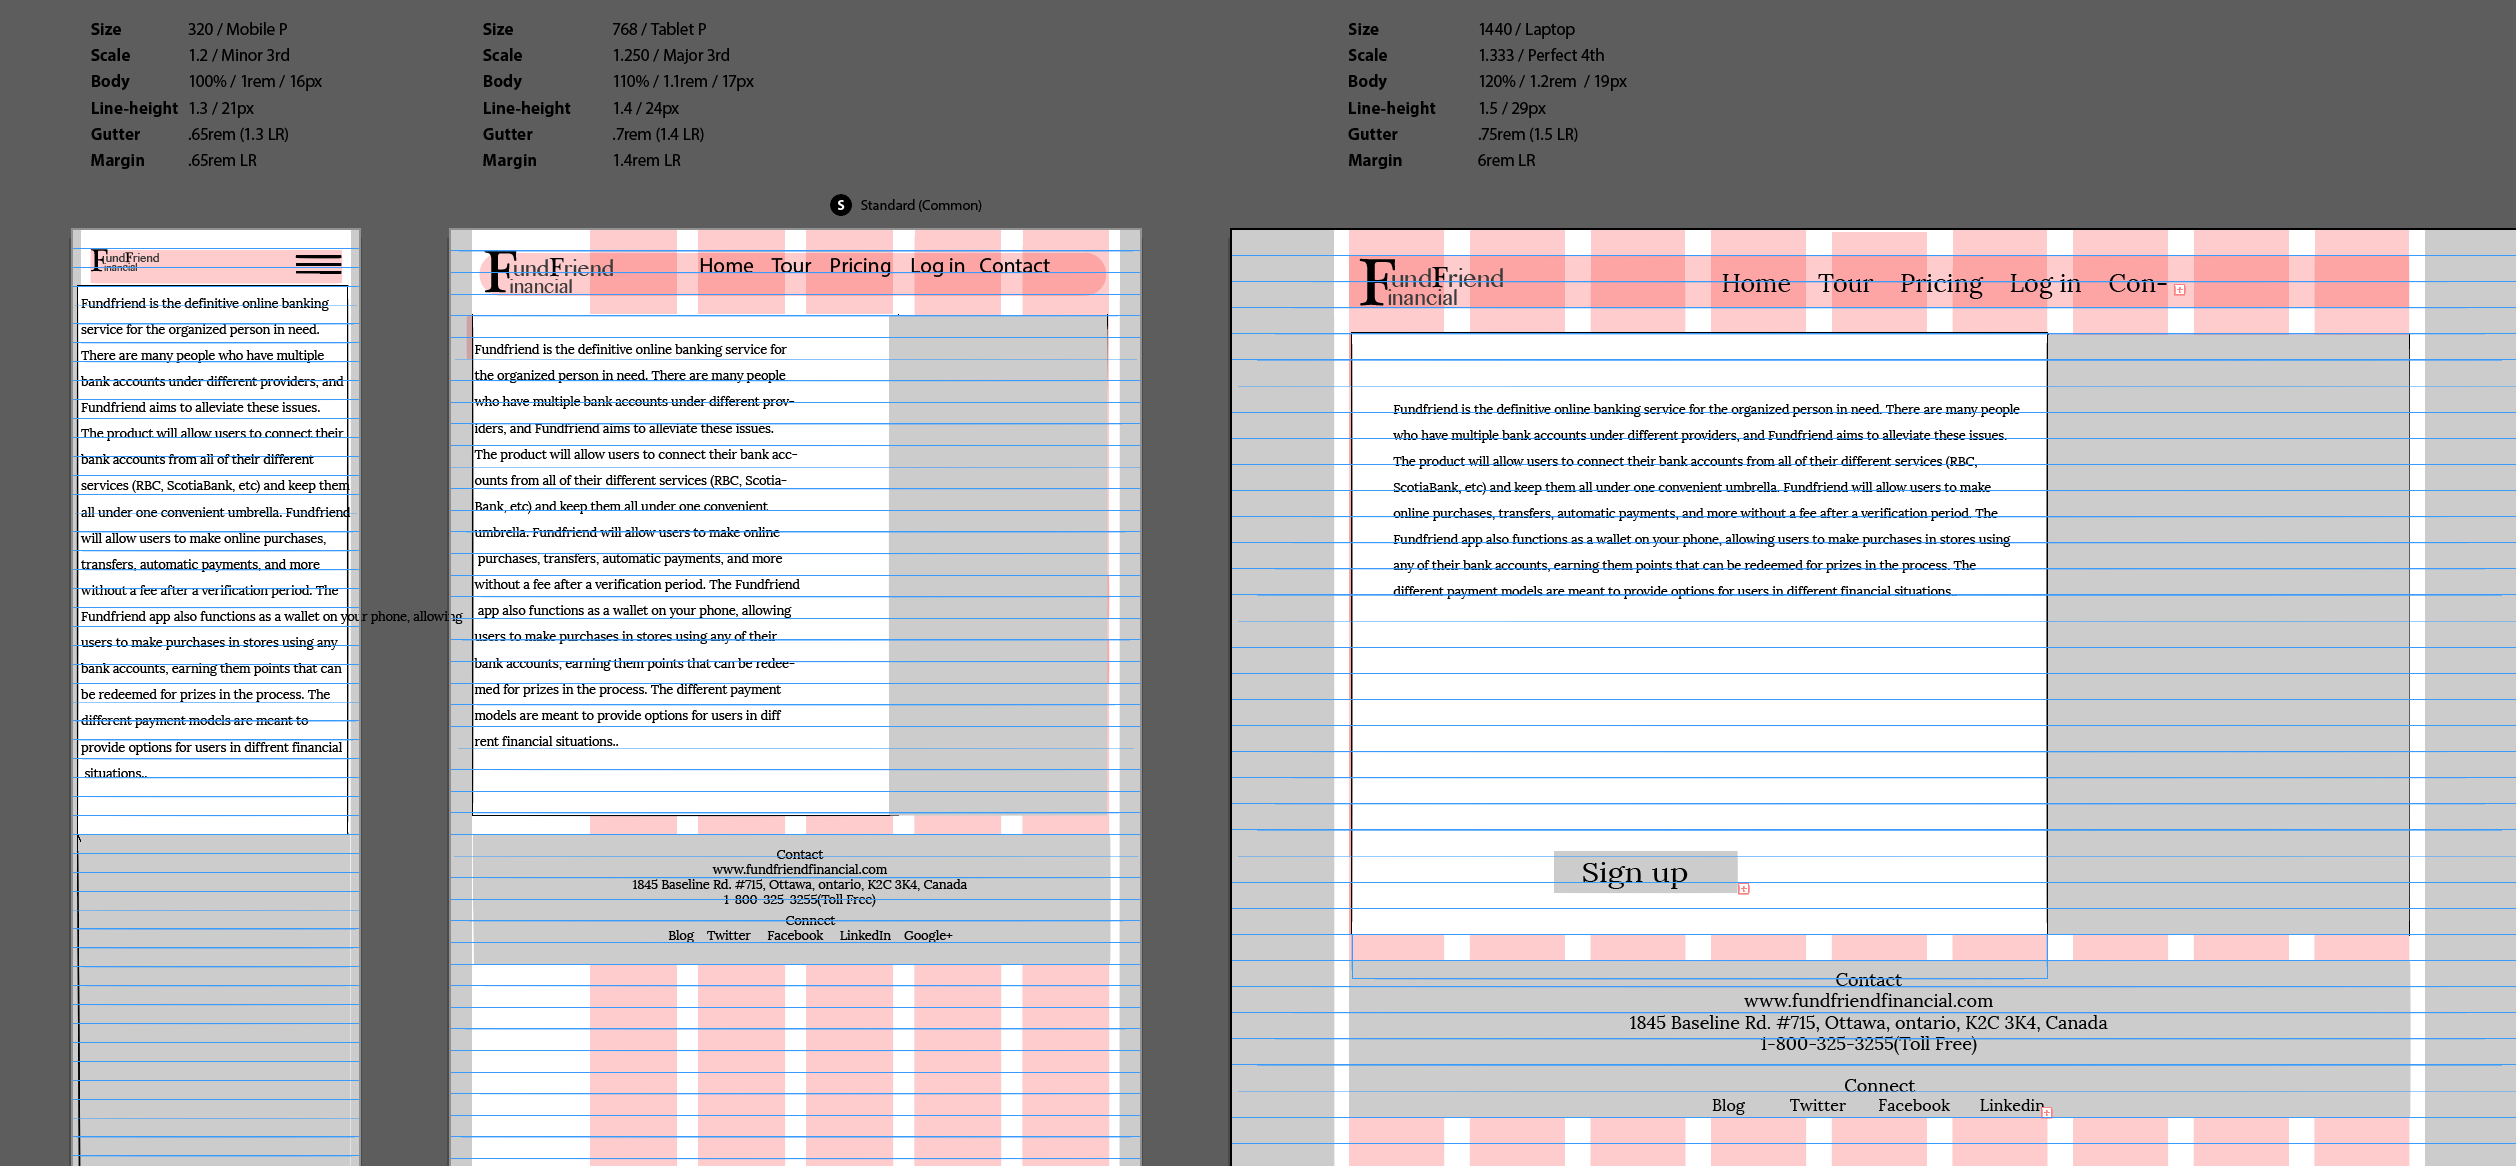 Size 320 / Mobile P
Scale 1.2 / Minor 3rd
Body 100% / 1rem / 16px
Line-height 1.3 / 21px
Gutter .65rem (1.3 LR)
Margin .65rem LR
Size 768 / Tablet P
Scale 1.250 / Major 3rd
Body 110% / 1.1rem / 17px
Line-height 1.4 / 24px
Gutter .7rem (1.4 LR)
Margin 1.4rem LR
Size 1440 / Laptop
Scale 1.333 / Perfect 4th
Body 120% / 1.2rem / 19px
Line-height 1.5 / 29px
Gutter .75rem (1.5 LR)
Margin 6rem LR
S Standard (Common)
FundFriend
Financial
Fundfriend is the definitive online banking
service for the organized person in need.
There are many people who have multiple
bank accounts under different providers, and
Fundfriend aims to alleviate these issues.
The product will allow users to connect their
bank accounts from all of their different
services (RBC, ScotiaBank, etc) and keep them
all under one convenient umbrella. Fundfriend
will allow users to make online purchases,
transfers, automatic payments, and more
without a fee after a verification period. The
Fundfriend app also functions as a wallet on your phone, allowing
users to make purchases in stores using any
bank accounts, earning them points that can
be redeemed for prizes in the process. The
different payment models are meant to
provide options for users in diffrent financial
situations..
FundFriend
Financial
Home Tour Pricing Log in Contact
Fundfriend is the definitive online banking service for
the organized person in need. There are many people
who have multiple bank accounts under different prov-
iders, and Fundfriend aims to alleviate these issues.
The product will allow users to connect their bank acc-
ounts from all of their different services (RBC, Scotia-
Bank, etc) and keep them all under one convenient
umbrella. Fundfriend will allow users to make online
purchases, transfers, automatic payments, and more
without a fee after a verification period. The Fundfriend
app also functions as a wallet on your phone, allowing
users to make purchases in stores using any of their
bank accounts, earning them points that can be redee-
med for prizes in the process. The different payment
models are meant to provide options for users in diff
rent financial situations..
Contact
www.fundfriendfinancial.com
1845 Baseline Rd. #715, Ottawa, ontario, K2C 3K4, Canada
1-800-325-3255(Toll Free)
Connect
Blog Twitter Facebook LinkedIn Google+
FundFriend
Financial
Home Tour Pricing Log in Con-
Fundfriend is the definitive online banking service for the organized person in need. There are many people
who have multiple bank accounts under different providers, and Fundfriend aims to alleviate these issues.
The product will allow users to connect their bank accounts from all of their different services (RBC,
ScotiaBank, etc) and keep them all under one convenient umbrella. Fundfriend will allow users to make
online purchases, transfers, automatic payments, and more without a fee after a verification period. The
Fundfriend app also functions as a wallet on your phone, allowing users to make purchases in stores using
any of their bank accounts, earning them points that can be redeemed for prizes in the process. The
different payment models are meant to provide options for users in different financial situations..
Sign up
Contact
www.fundfriendfinancial.com
1845 Baseline Rd. #715, Ottawa, ontario, K2C 3K4, Canada
1-800-325-3255(Toll Free)
Connect
Blog Twitter Facebook Linkedin